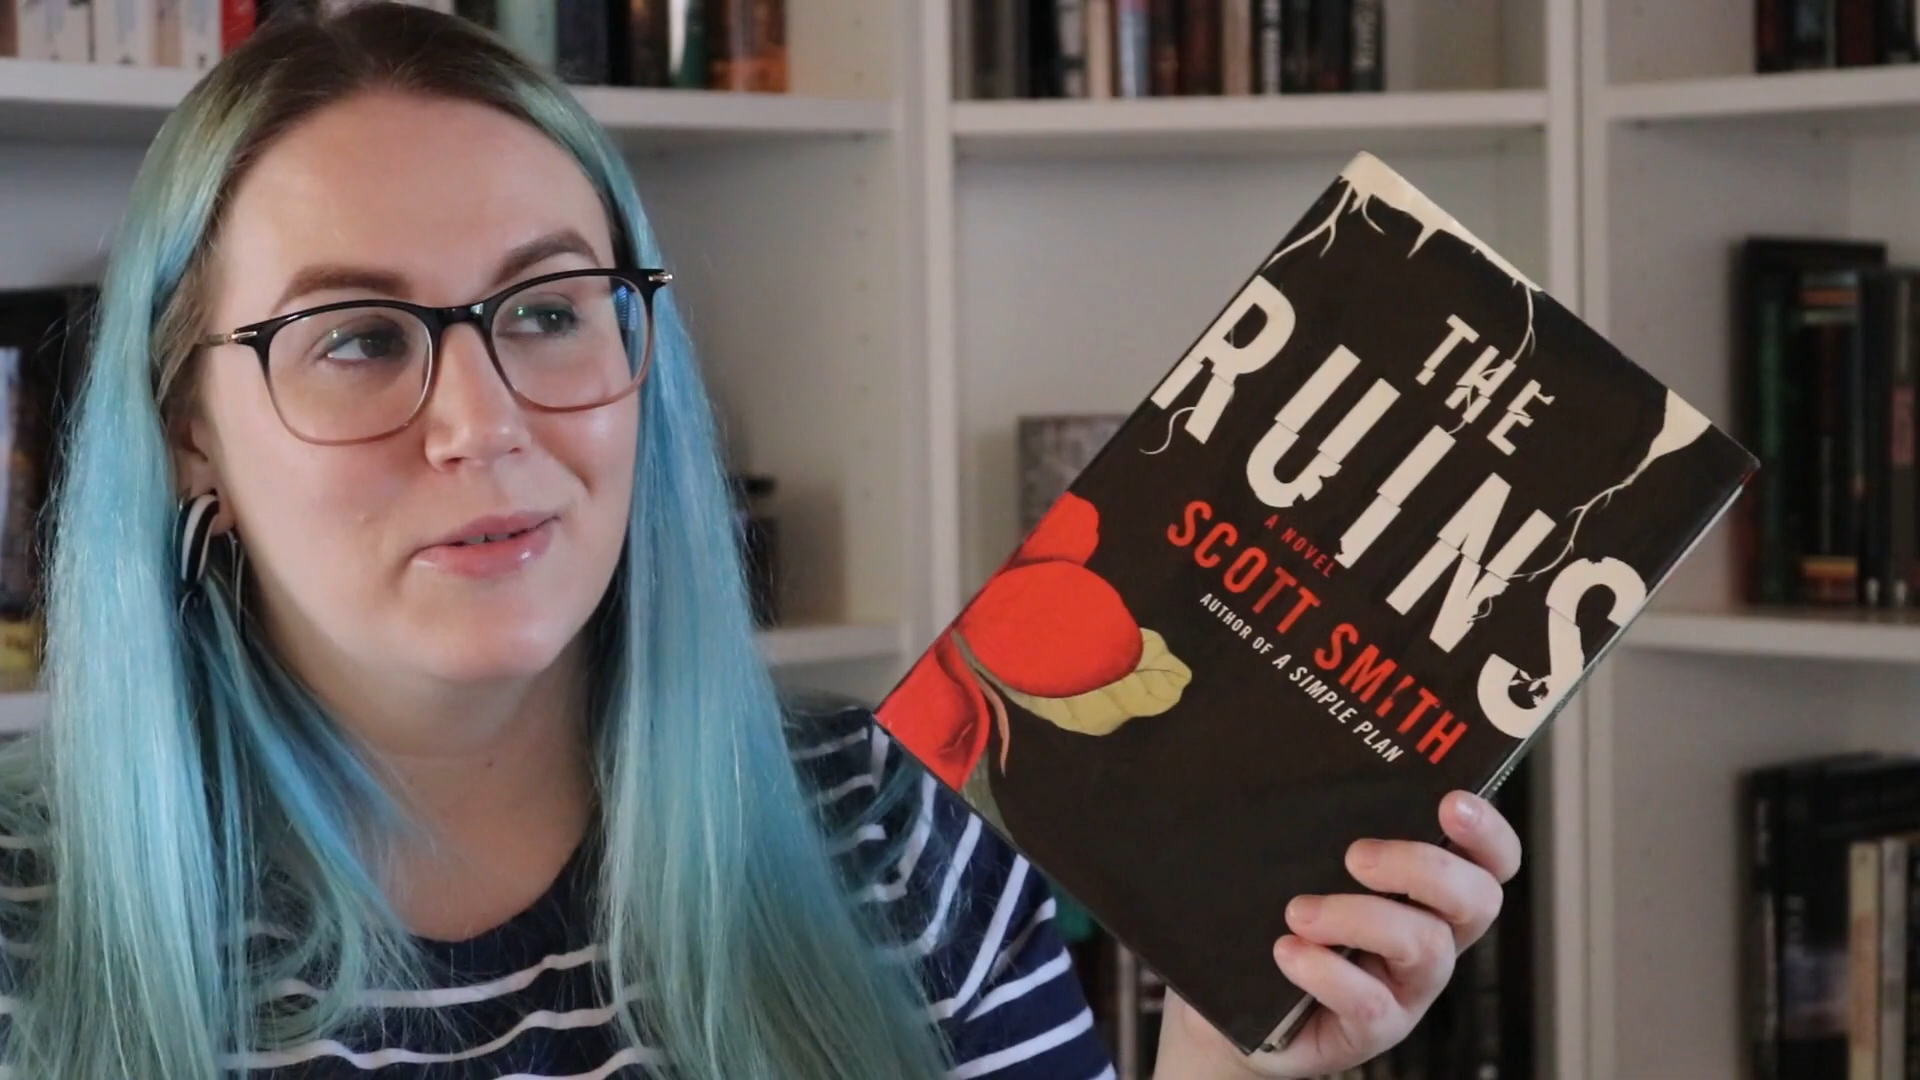 THE
RUINS
A NOVEL
SCOTT SMITH
AUTHOR OF A SIMPLE PLAN